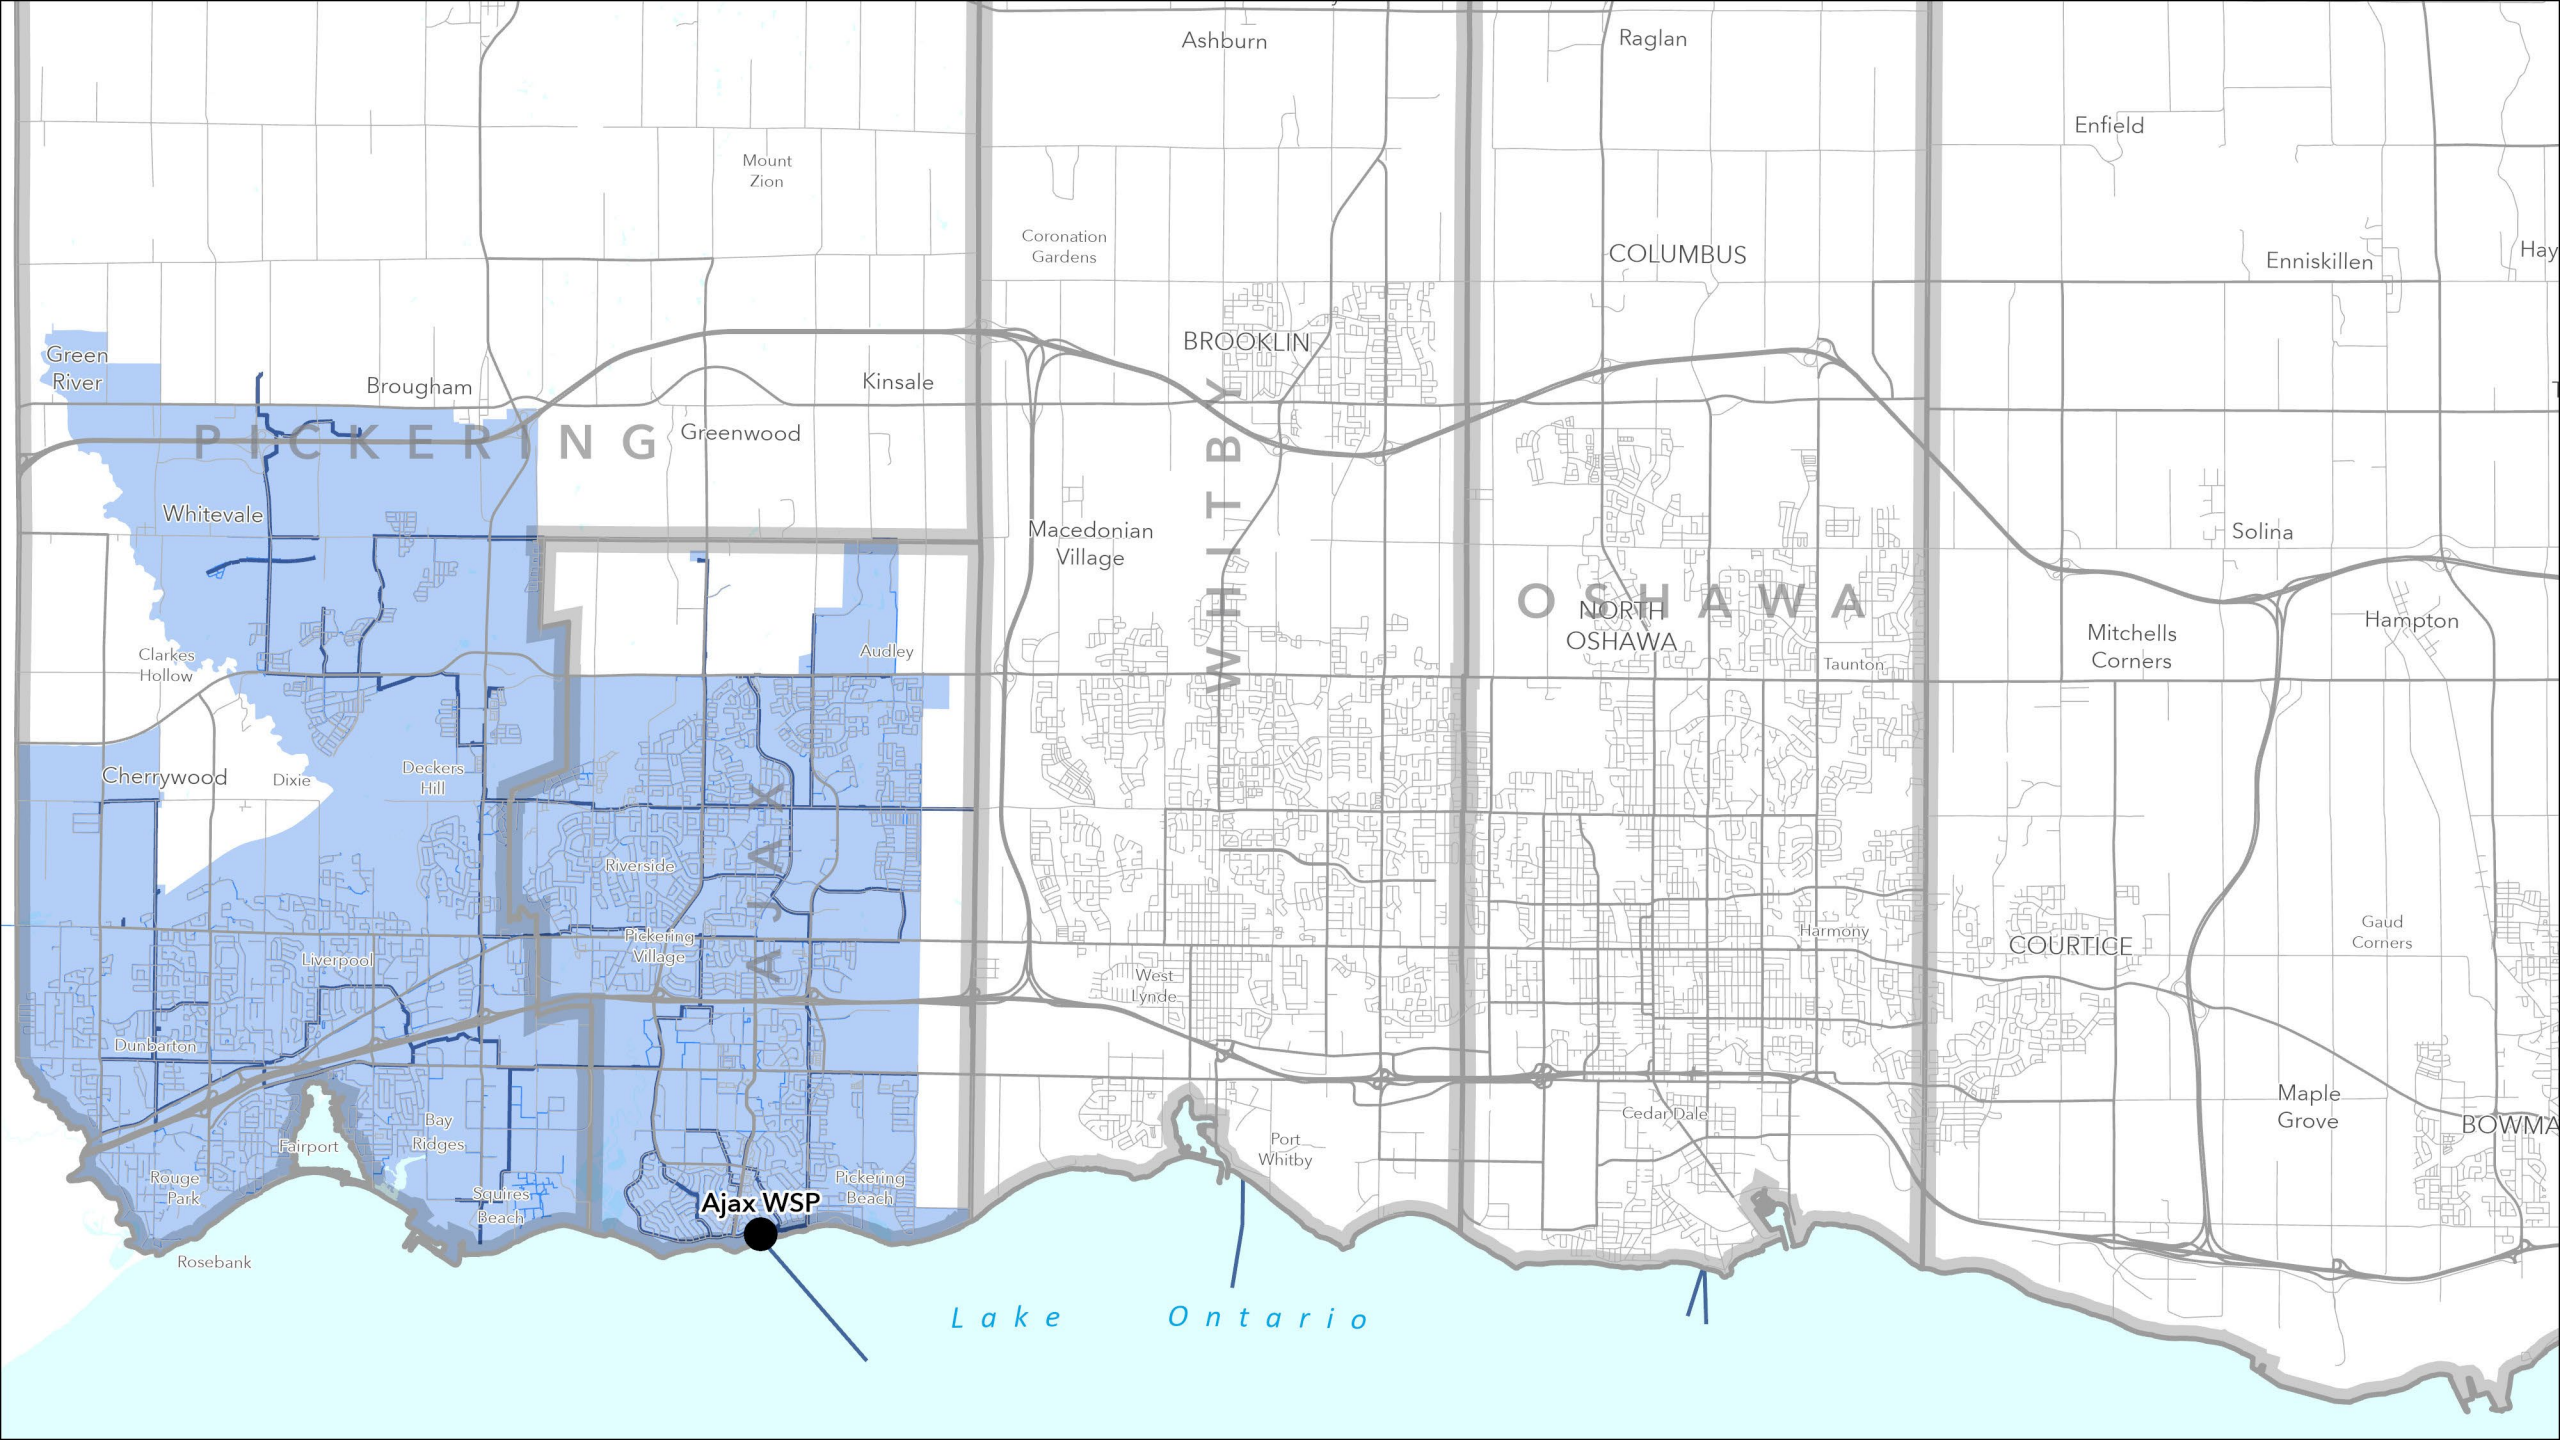 Ashburn
Raglan
Enfield
Mount
Zion
Coronation
Gardens
COLUMBUS
Enniskillen
Hay
BROOKLIN
Green
River
Brougham
Kinsale
PICKERING
Greenwood
WHITBY
Whitevale
Macedonian
Village
Solina
OSHAWA
NORTH
OSHAWA
Hampton
Mitchells
Corners
Clarkes
Hollow
Audley
Taunton
Cherrywood
Dixie
Deckers
Hill
AJAX
Riverside
Pickering
Village
Liverpool
Harmony
COURTICE
Gaud
Corners
West
Lynde
Dunbarton
Maple
Grove
BOWMA
Cedar Dale
Bay
Ridges
Fairport
Port
Whitby
Rouge
Park
Squires
Beach
Pickering
Beach
Ajax WSP
Rosebank
Lake Ontario